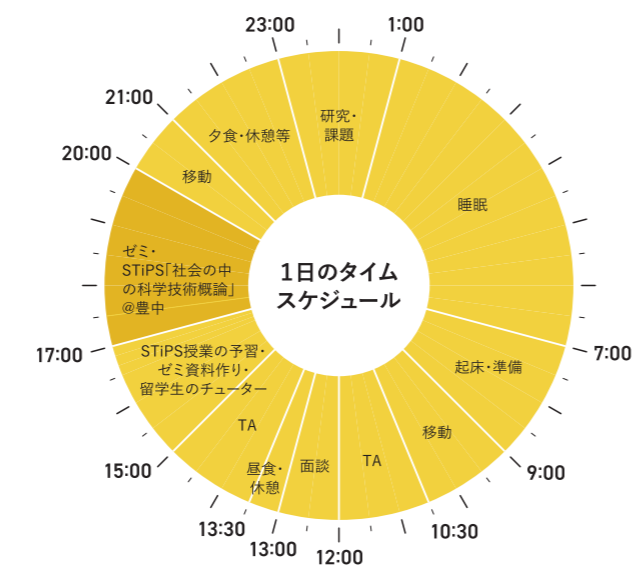 23:00
1:00
21:00
20:00
研究・
課題
夕食・休憩等
移動
睡眠
ゼミ・
STiPS「社会の中
の科学技術概論」
@豊中
1日のタイム
スケジュール
17:00
7:00
STiPS授業の予習・
ゼミ資料作り・
留学生のチューター
起床・準備
TA
移動
昼食・
休憩
面談
TA
15:00
9:00
13:30
13:00
12:00
10:30